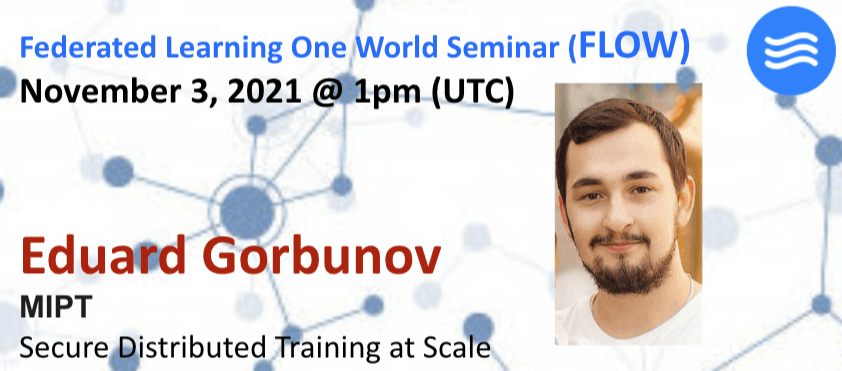 Federated Learning One World Seminar (FLOW)
November 3, 2021 @ 1pm (UTC)
Eduard Gorbunov
MIPT
Secure Distributed Training at Scale